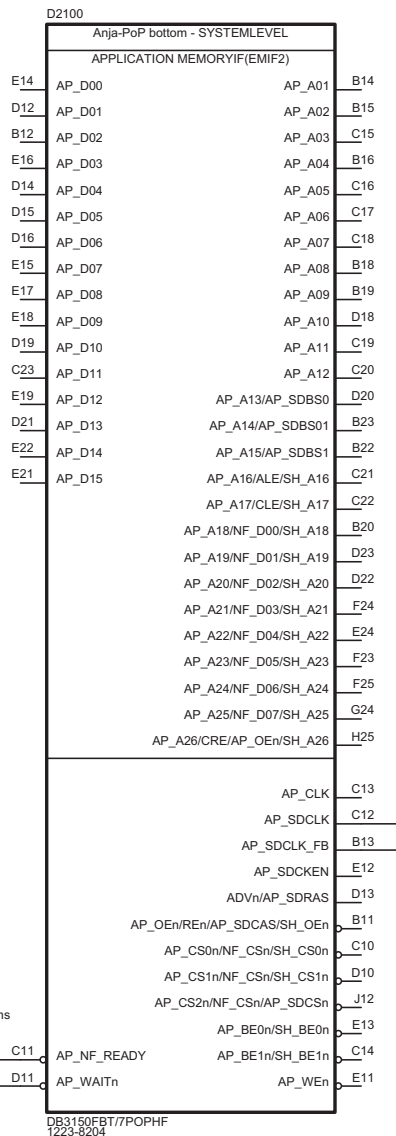 D2100
Anja-PoP bottom - SYSTEMLEVEL
APPLICATION MEMORYIF(EMIF2)
E14 AP_D00 AP_A01 B14
D12 AP_D01 AP_A02 B15
B12 AP_D02 AP_A03 C15
E16 AP_D03 AP_A04 B16
D14 AP_D04 AP_A05 C16
D15 AP_D05 AP_A06 C17
D16 AP_D06 AP_A07 C18
E15 AP_D07 AP_A08 B18
E17 AP_D08 AP_A09 B19
E18 AP_D09 AP_A10 D18
D19 AP_D10 AP_A11 C19
C23 AP_D11 AP_A12 C20
E19 AP_D12 AP_A13/AP_SDBS0 D20
D21 AP_D13 AP_A14/AP_SDBS01 B23
E22 AP_D14 AP_A15/AP_SDBS1 B22
E21 AP_D15 AP_A16/ALE/SH_A16 C21
AP_A17/CLE/SH_A17 C22
AP_A18/NF_D00/SH_A18 B20
AP_A19/NF_D01/SH_A19 D23
AP_A20/NF_D02/SH_A20 D22
AP_A21/NF_D03/SH_A21 F24
AP_A22/NF_D04/SH_A22 E24
AP_A23/NF_D05/SH_A23 F23
AP_A24/NF_D06/SH_A24 F25
AP_A25/NF_D07/SH_A25 G24
AP_A26/CRE/AP_OEn/SH_A26 H25
AP_CLK C13
AP_SDCLK C12
AP_SDCLK_FB B13
AP_SDCKEN E12
ADVn/AP_SDRAS D13
AP_OEn/REn/AP_SDCAS/SH_OEn B11
AP_CS0n/NF_CSn/SH_CS0n C10
AP_CS1n/NF_CSn/SH_CS1n D10
AP_CS2n/NF_CSn/AP_SDCSn J12
ns
AP_BE0n/SH_BE0n E13
C11 AP_NF_READY AP_BE1n/SH_BE1n C14
D11 AP_WAITn AP_WEn E11
DB3150FBT/7POPHF
1223-8204